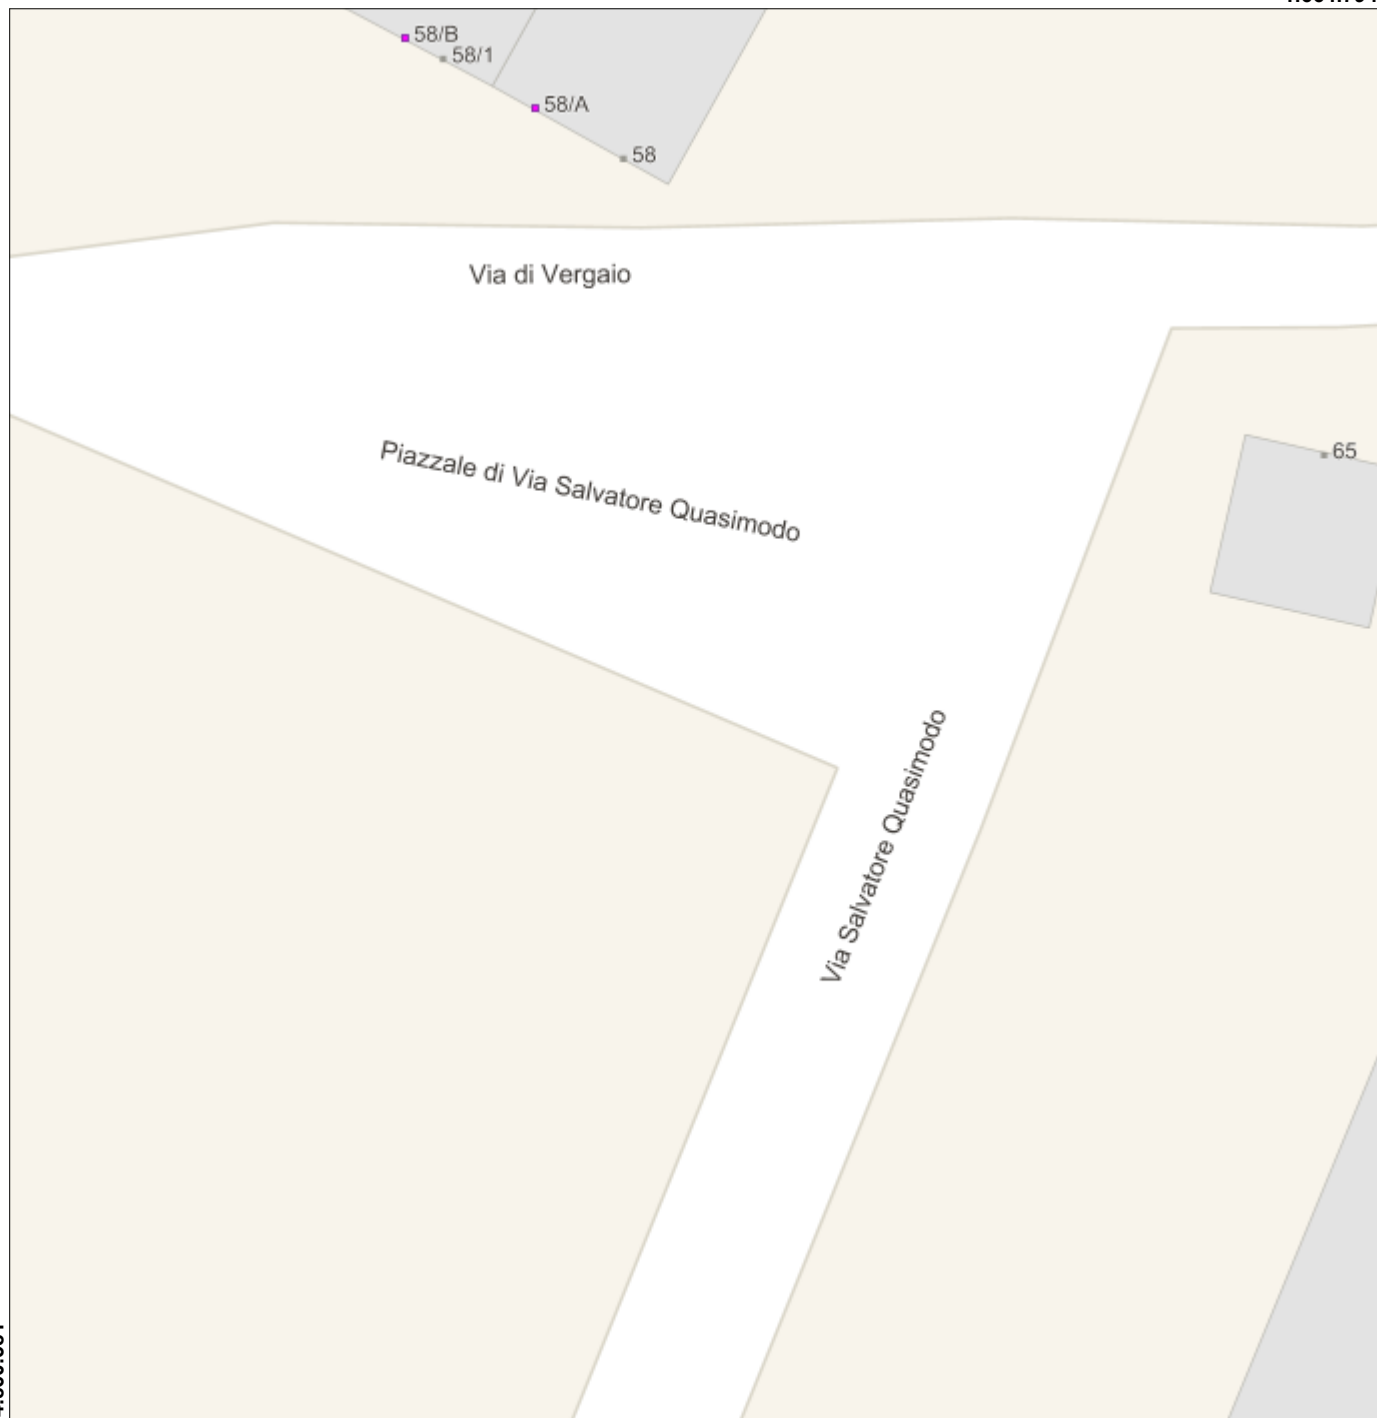 58/B
58/1
58/A
58
Via di Vergaio
Piazzale di Via Salvatore Quasimodo
65
Via Salvatore Quasimodo